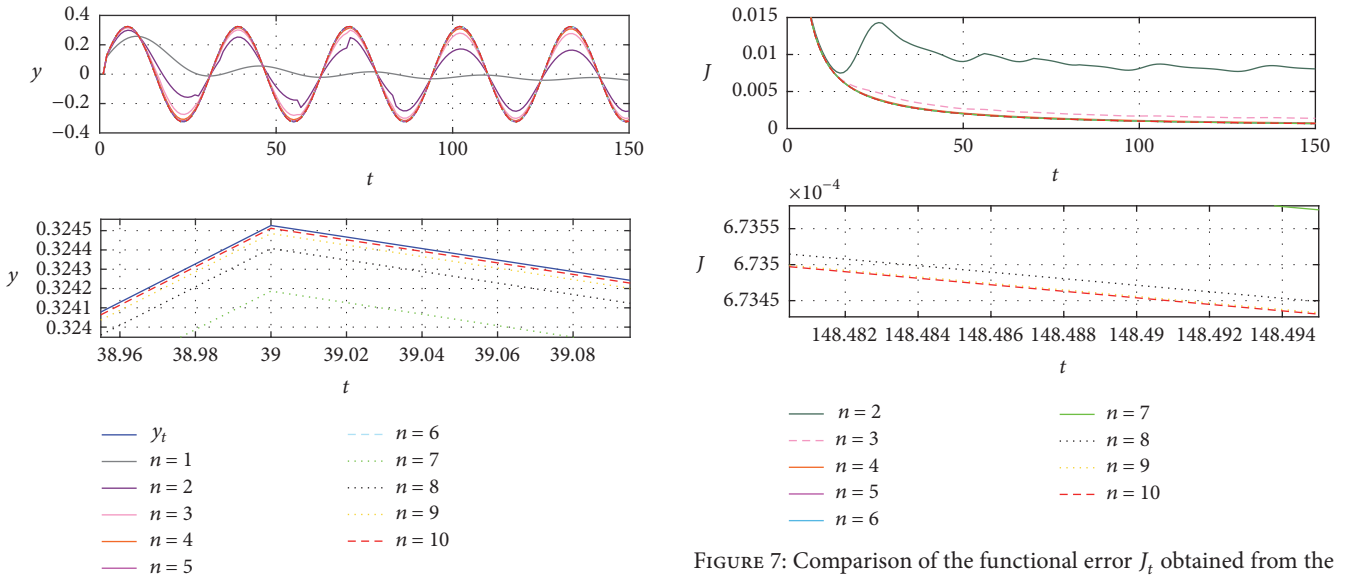 0.4
0.2
0
−0.2
−0.4
y
0 50 100 150
t
0.3245
0.3244
0.3243
0.3241
0.324
y
38.96 38.98 39 39.02 39.04 39.06 39.08
t
y_t
n = 1
n = 2
n = 3
n = 4
n = 5
n = 6
n = 7
n = 8
n = 9
n = 10
0.015
0.01
0.005
0
J
0 50 100 150
t
×10⁻⁴
6.7355
6.735
6.7345
J
148.482 148.484 148.486 148.488 148.49 148.492 148.494
t
n = 2
n = 3
n = 4
n = 5
n = 6
n = 7
n = 8
n = 9
n = 10
FIGURE 7: Comparison of the functional error J_t obtained from the